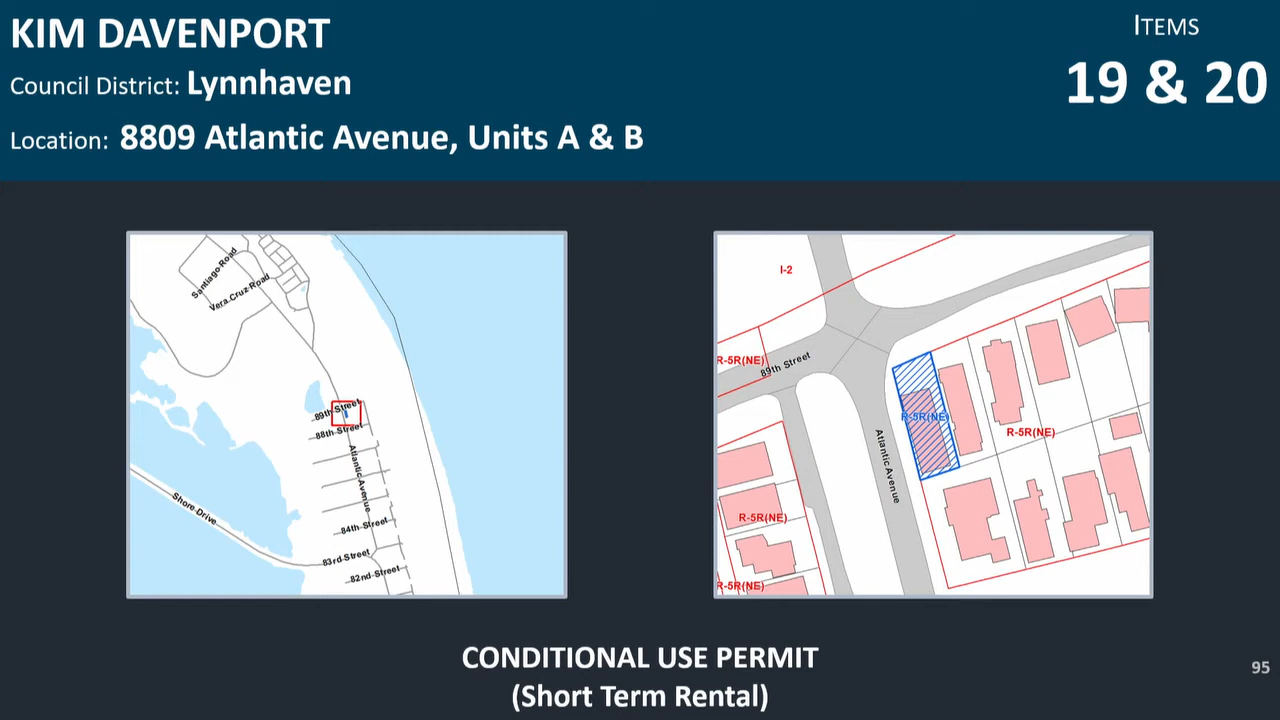 KIM DAVENPORT
Council District: Lynnhaven
Location: 8809 Atlantic Avenue, Units A & B
ITEMS
19 & 20
Santiago Road
Vera Cruz Road
89th Street
88th Street
Atlantic Avenue
Shore Drive
84th Street
83rd Street
82nd Street
I-2
R-5R(NE)
89th Street
R-5R(NE)
R-5R(NE)
Atlantic Avenue
R-5R(NE)
R-5R(NE)
CONDITIONAL USE PERMIT
(Short Term Rental)
95